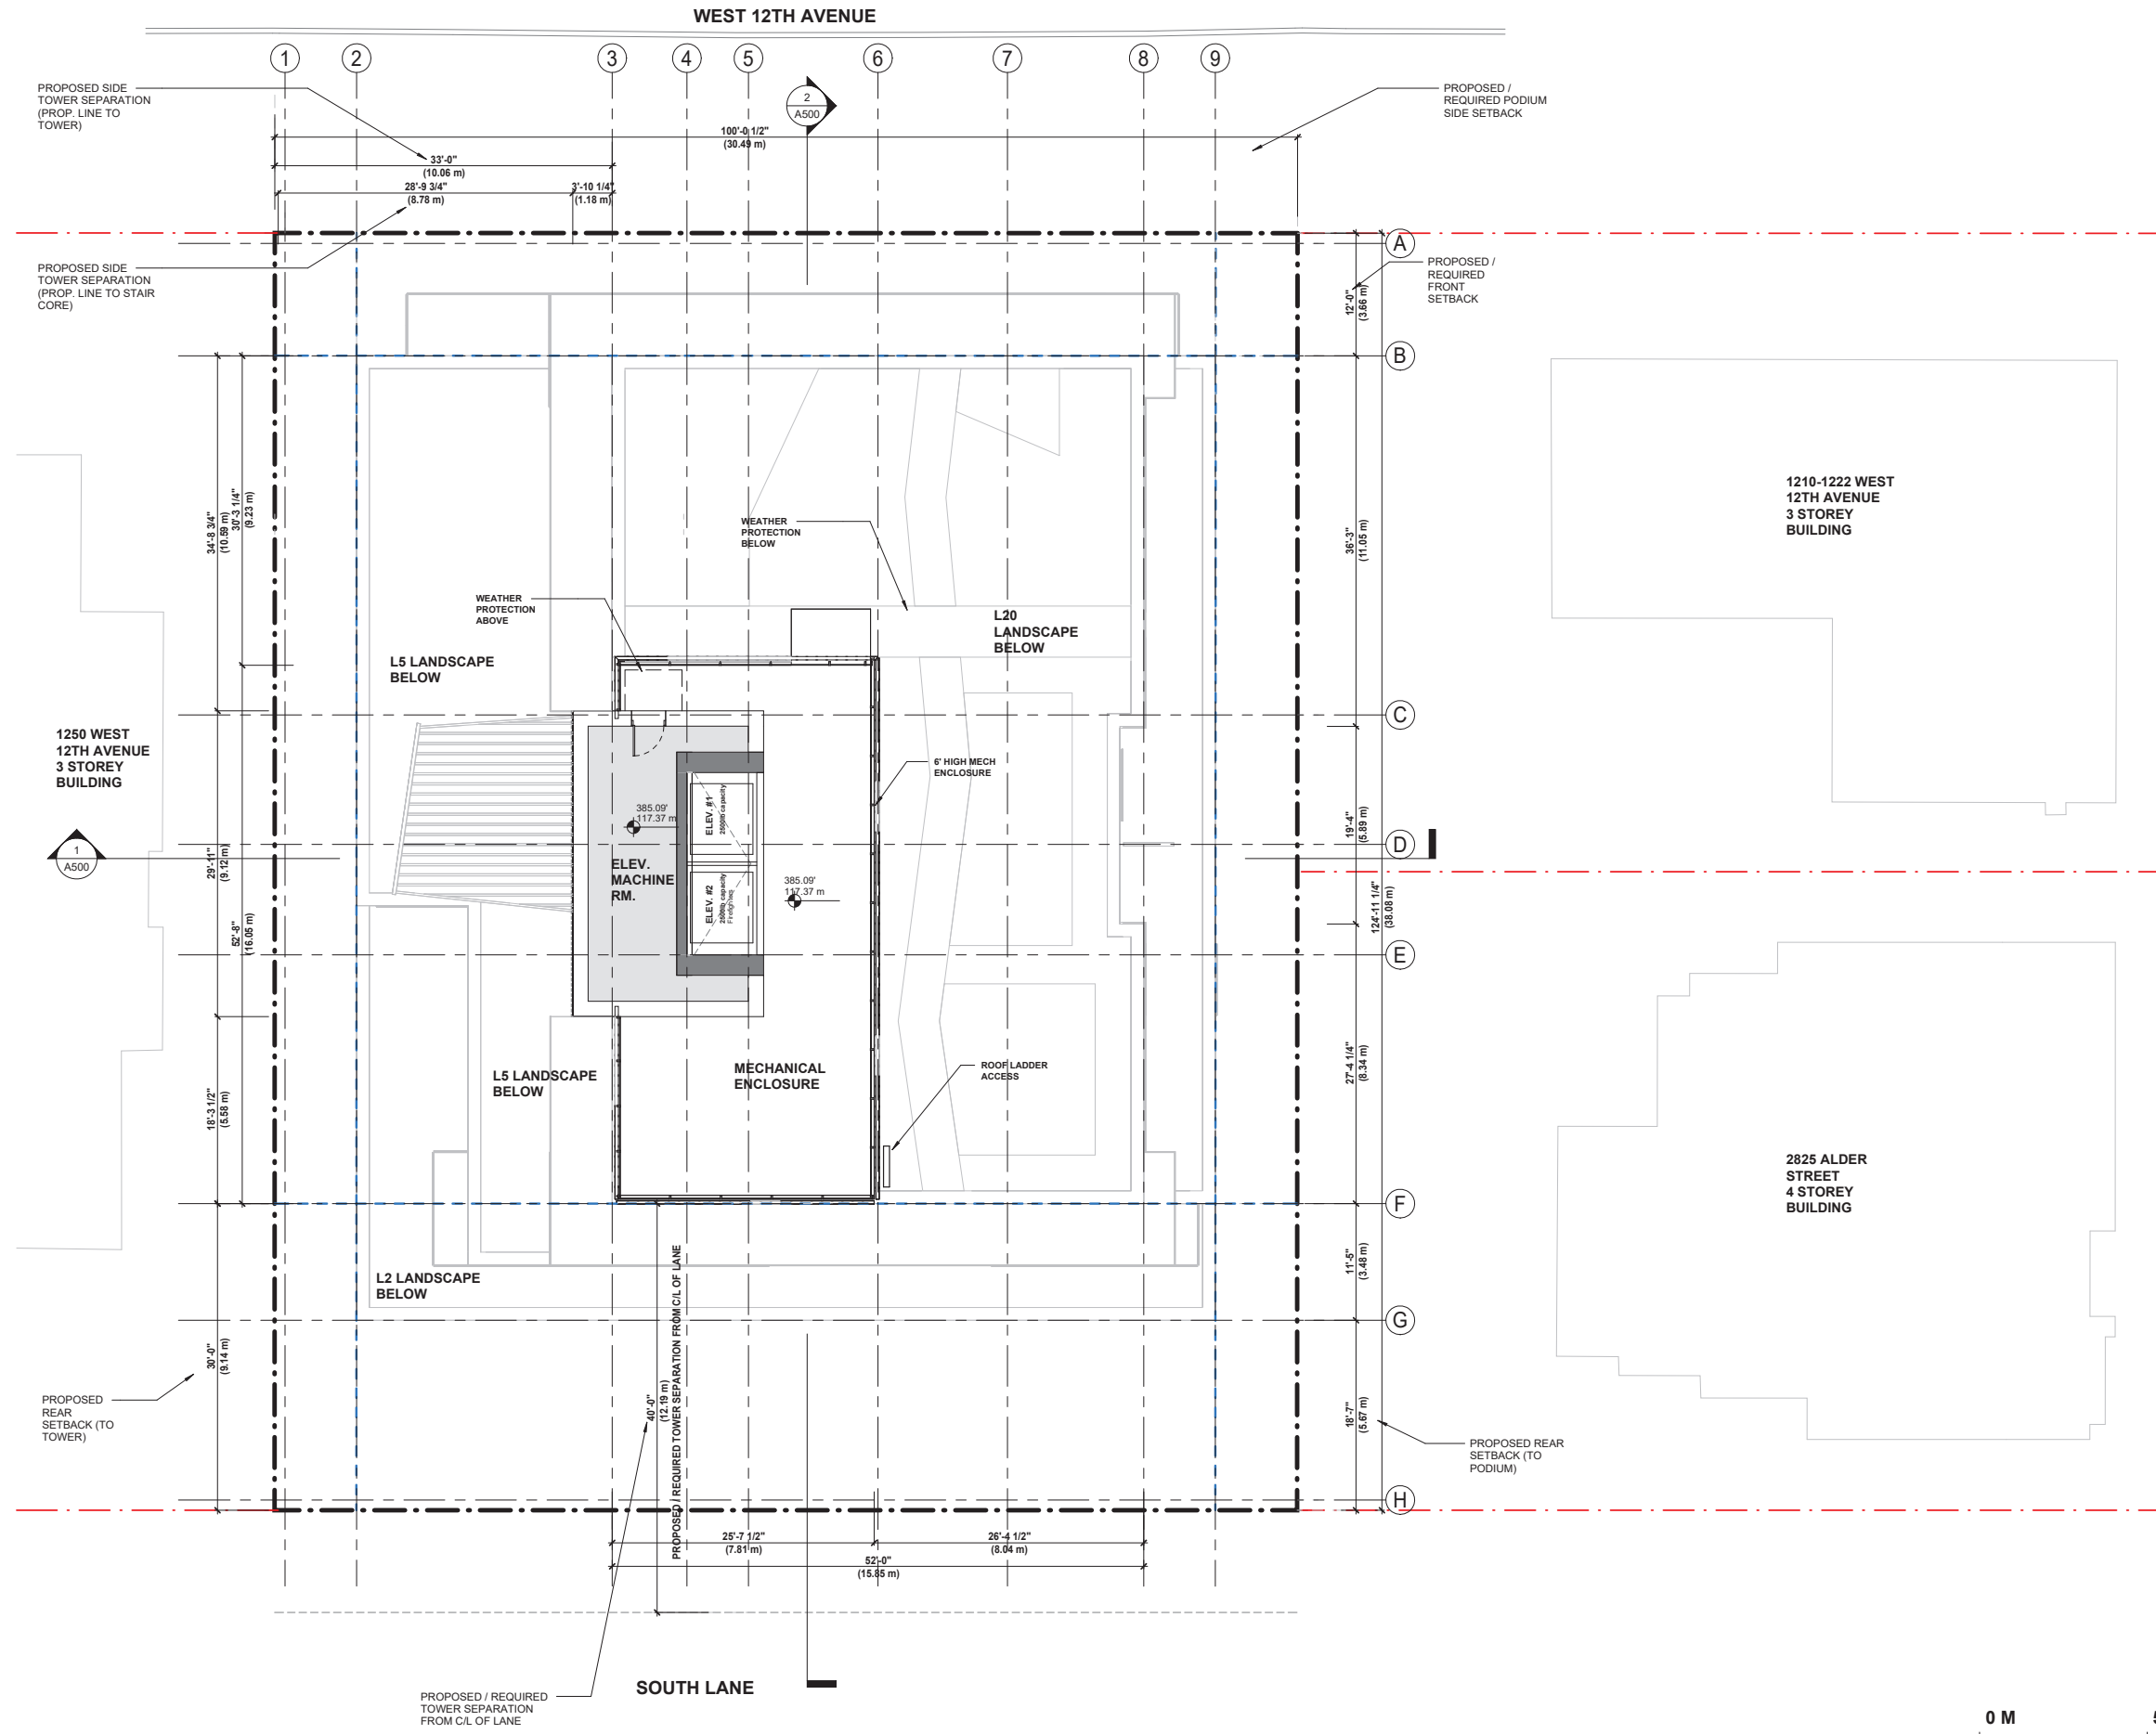 WEST 12TH AVENUE
1
2
3
4
5
6
7
8
9
PROPOSED SIDE
TOWER SEPARATION
(PROP. LINE TO
TOWER)
2
A500
PROPOSED /
REQUIRED PODIUM
SIDE SETBACK
100'-0 1/2"
(30.49 m)
33'-0"
(10.06 m)
28'-9 3/4"
(8.78 m)
3'-10 1/4"
(1.18 m)
PROPOSED SIDE
TOWER SEPARATION
(PROP. LINE TO STAIR
CORE)
A
PROPOSED /
REQUIRED
FRONT
SETBACK
12'-0"
(3.66 m)
B
34'-8 3/4"
(10.59 m)
30'-3 1/4"
(9.23 m)
36'-3"
(11.05 m)
1210-1222 WEST
12TH AVENUE
3 STOREY
BUILDING
WEATHER
PROTECTION
BELOW
WEATHER
PROTECTION
ABOVE
L20
LANDSCAPE
BELOW
L5 LANDSCAPE
BELOW
C
1250 WEST
12TH AVENUE
3 STOREY
BUILDING
6' HIGH MECH
ENCLOSURE
385.09'
117.37 m
ELEV. #1
2500lb capacity
19'-4"
(5.89 m)
D
1
A500
29'-11"
(9.12 m)
ELEV.
MACHINE
RM.
ELEV. #2
2500lb capacity
Firefighters
385.09'
117.37 m
124'-11 1/4"
(38.08 m)
52'-8"
(16.05 m)
E
L5 LANDSCAPE
BELOW
MECHANICAL
ENCLOSURE
ROOF LADDER
ACCESS
18'-3 1/2"
(5.58 m)
27'-4 1/4"
(8.34 m)
2825 ALDER
STREET
4 STOREY
BUILDING
F
L2 LANDSCAPE
BELOW
11'-5"
(3.48 m)
G
30'-0"
(9.14 m)
40'-0"
(12.19 m)
PROPOSED / REQUIRED TOWER SEPARATION FROM C/L OF LANE
PROPOSED
REAR
SETBACK (TO
TOWER)
18'-7"
(5.67 m)
PROPOSED REAR
SETBACK (TO
PODIUM)
H
25'-7 1/2"
(7.81 m)
26'-4 1/2"
(8.04 m)
52'-0"
(15.85 m)
SOUTH LANE
PROPOSED / REQUIRED
TOWER SEPARATION
FROM C/L OF LANE
0 M